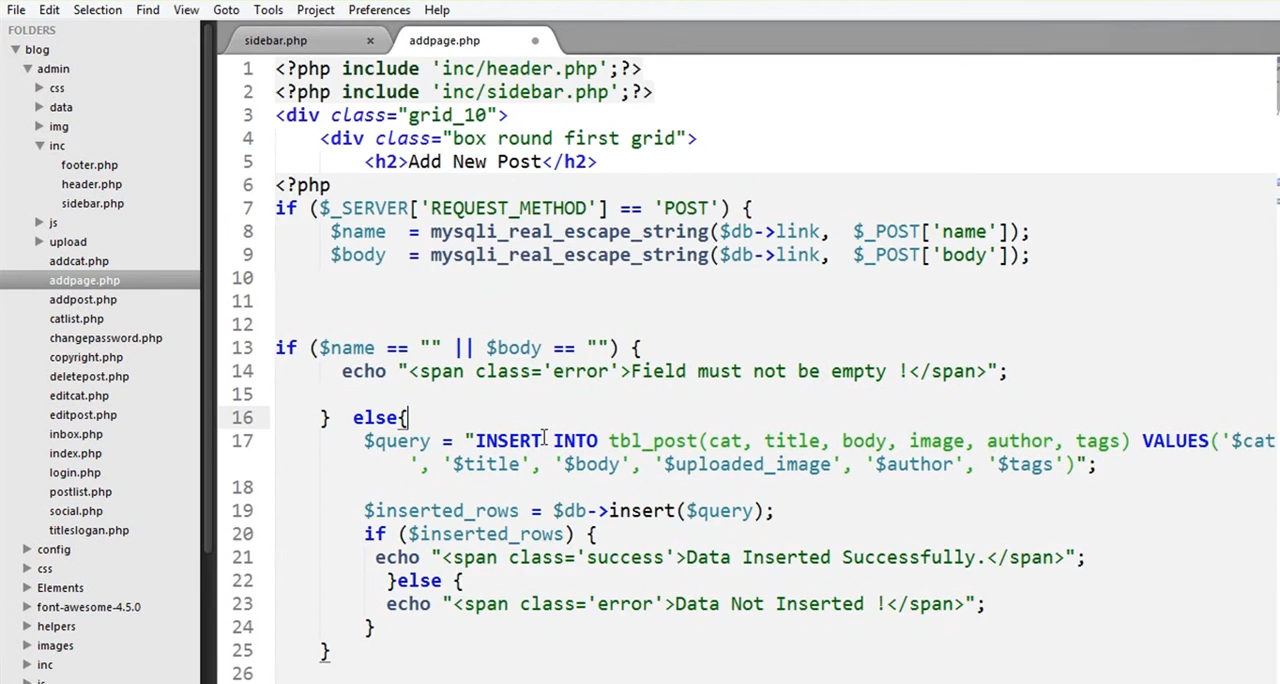 File Edit Selection Find View Goto Tools Project Preferences Help
FOLDERS
blog
admin
css
data
img
inc
footer.php
header.php
sidebar.php
js
upload
addcat.php
addpage.php
addpost.php
catlist.php
changepassword.php
copyright.php
deletepost.php
editcat.php
editpost.php
inbox.php
index.php
login.php
postlist.php
social.php
titleslogan.php
config
css
Elements
font-awesome-4.5.0
helpers
images
inc
sidebar.php × addpage.php
1 <?php include 'inc/header.php';?>
2 <?php include 'inc/sidebar.php';?>
3 <div class="grid_10">
4 <div class="box round first grid">
5 <h2>Add New Post</h2>
6 <?php
7 if ($_SERVER['REQUEST_METHOD'] == 'POST') {
8 $name = mysqli_real_escape_string($db->link, $_POST['name']);
9 $body = mysqli_real_escape_string($db->link, $_POST['body']);
10
11
12
13 if ($name == "" || $body == "") {
14 echo "<span class='error'>Field must not be empty !</span>";
15
16 } else{
17 $query = "INSERT INTO tbl_post(cat, title, body, image, author, tags) VALUES('$cat
', '$title', '$body', '$uploaded_image', '$author', '$tags')";
18
19 $inserted_rows = $db->insert($query);
20 if ($inserted_rows) {
21 echo "<span class='success'>Data Inserted Successfully.</span>";
22 }else {
23 echo "<span class='error'>Data Not Inserted !</span>";
24 }
25 }
26